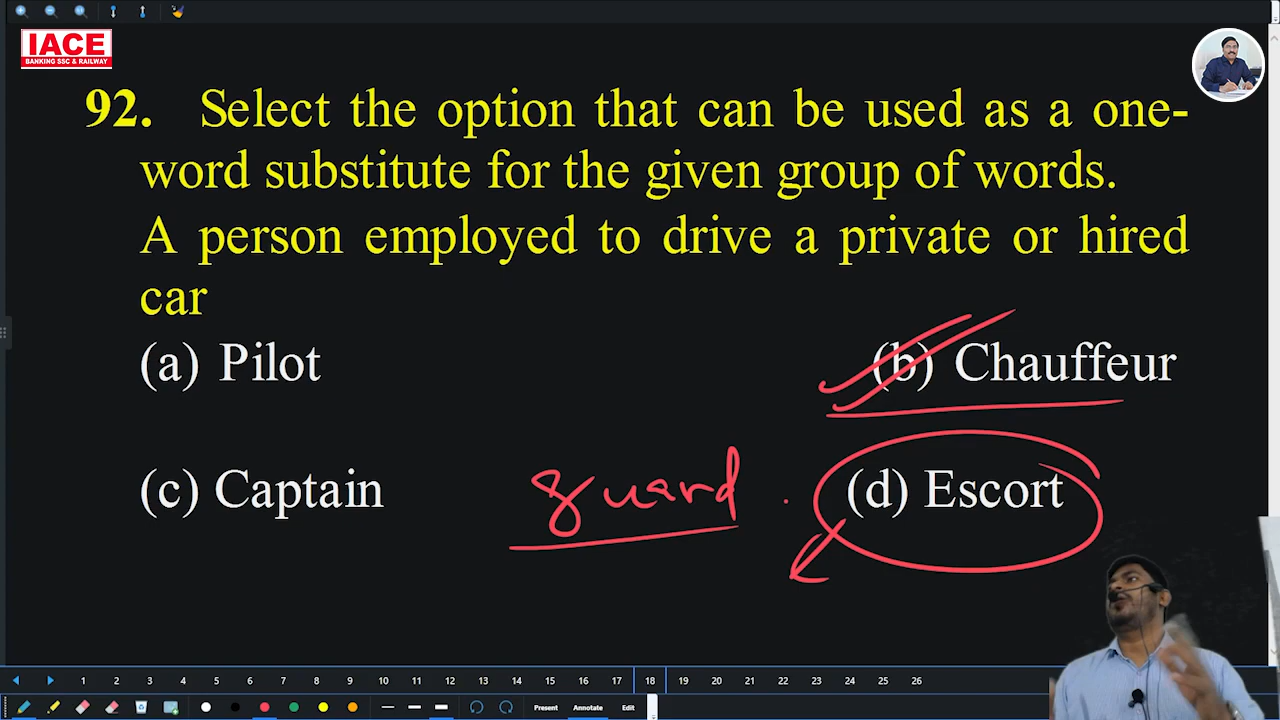 IACE
BANKING SSC & RAILWAY
92. Select the option that can be used as a one-
word substitute for the given group of words.
A person employed to drive a private or hired
car
(a) Pilot (b) Chauffeur
(c) Captain guard. (d) Escort
1 2 3 4 5 6 7 8 9 10 11 12 13 14 15 16 17 18 19 20 21 22 23 24 25 26
Present Annotate Edit